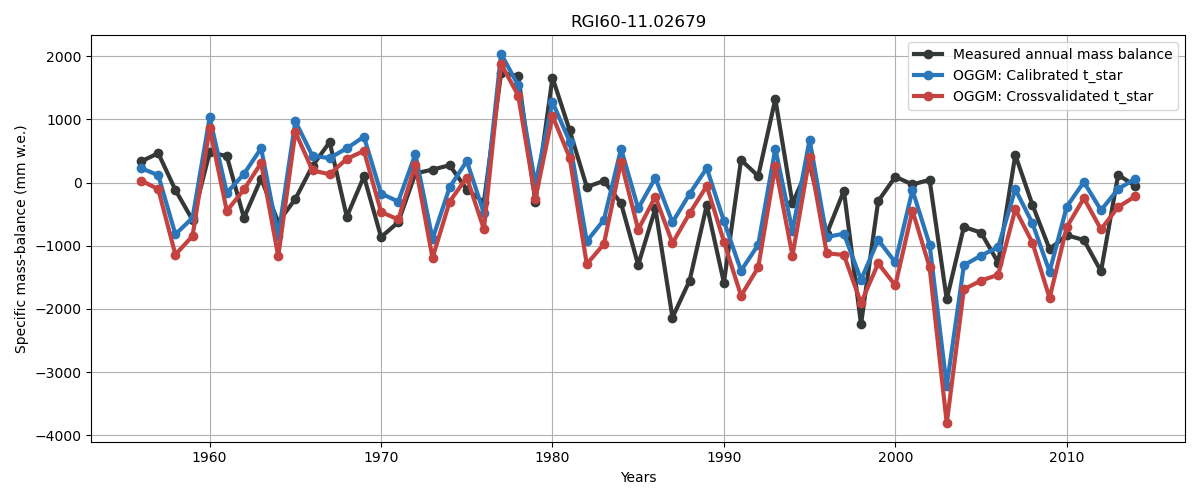 RGI60-11.02679
Measured annual mass balance
OGGM: Calibrated t_star
OGGM: Crossvalidated t_star
Specific mass-balance (mm w.e.)
2000
1000
0
−1000
−2000
−3000
−4000
1960
1970
1980
1990
2000
2010
Years